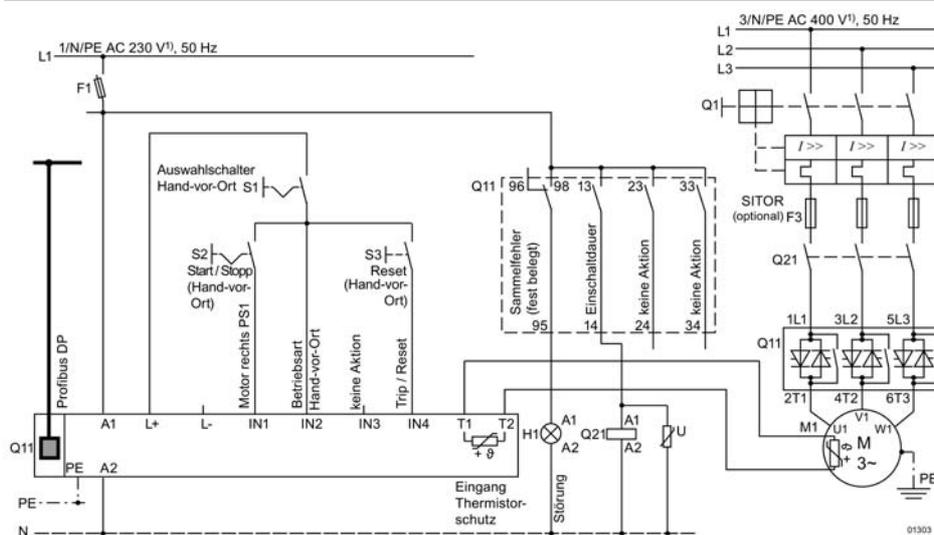 1/N/PE AC 230 V¹⁾, 50 Hz
L1
F1
3/N/PE AC 400 V¹⁾, 50 Hz
L1
L2
L3
Q1
I >> I >> I >>
SITOR
(optional) F3
Q21
Auswahlschalter
Hand-vor-Ort S1
S2
Start / Stopp
(Hand-vor-
Ort)
S3
Reset
(Hand-vor-
Ort)
Q11 96 98 13 23 33
Sammelfehler
(fest belegt)
Einschaltdauer
keine Aktion
keine Aktion
95 14 24 34
1L1 3L2 5L3
Q11
2T1 4T2 6T3
Profibus DP
Motor rechts PS1
Betriebsart
Hand-vor-Ort
keine Aktion
Trip / Reset
A1 L+ L- IN1 IN2 IN3 IN4 T1 T2
+ ϑ
Q11
PE A2
PE
Eingang
Thermistor-
schutz
H1 A1
A2
Störung
Q21 A1
A2
U
M1 U1 V1 W1
+ ϑ
M
3~
PE
N
01303